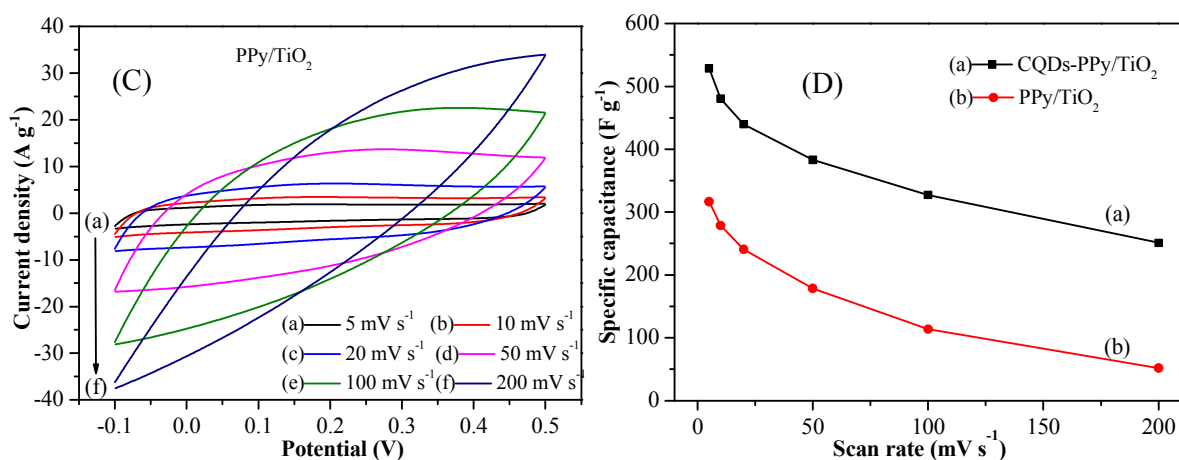 (C)
PPy/TiO₂
Current density (A g⁻¹)
40
30
20
10
0
-10
-20
-30
-40
(a)
(f)
(a) 5 mV s⁻¹ (b) 10 mV s⁻¹
(c) 20 mV s⁻¹ (d) 50 mV s⁻¹
(e) 100 mV s⁻¹ (f) 200 mV s⁻¹
-0.1 0.0 0.1 0.2 0.3 0.4 0.5
Potential (V)
(D)
(a) CQDs-PPy/TiO₂
(b) PPy/TiO₂
Specific capacitance (F g⁻¹)
600
500
400
300
200
100
0
(a)
(b)
0 50 100 150 200
Scan rate (mV s⁻¹)